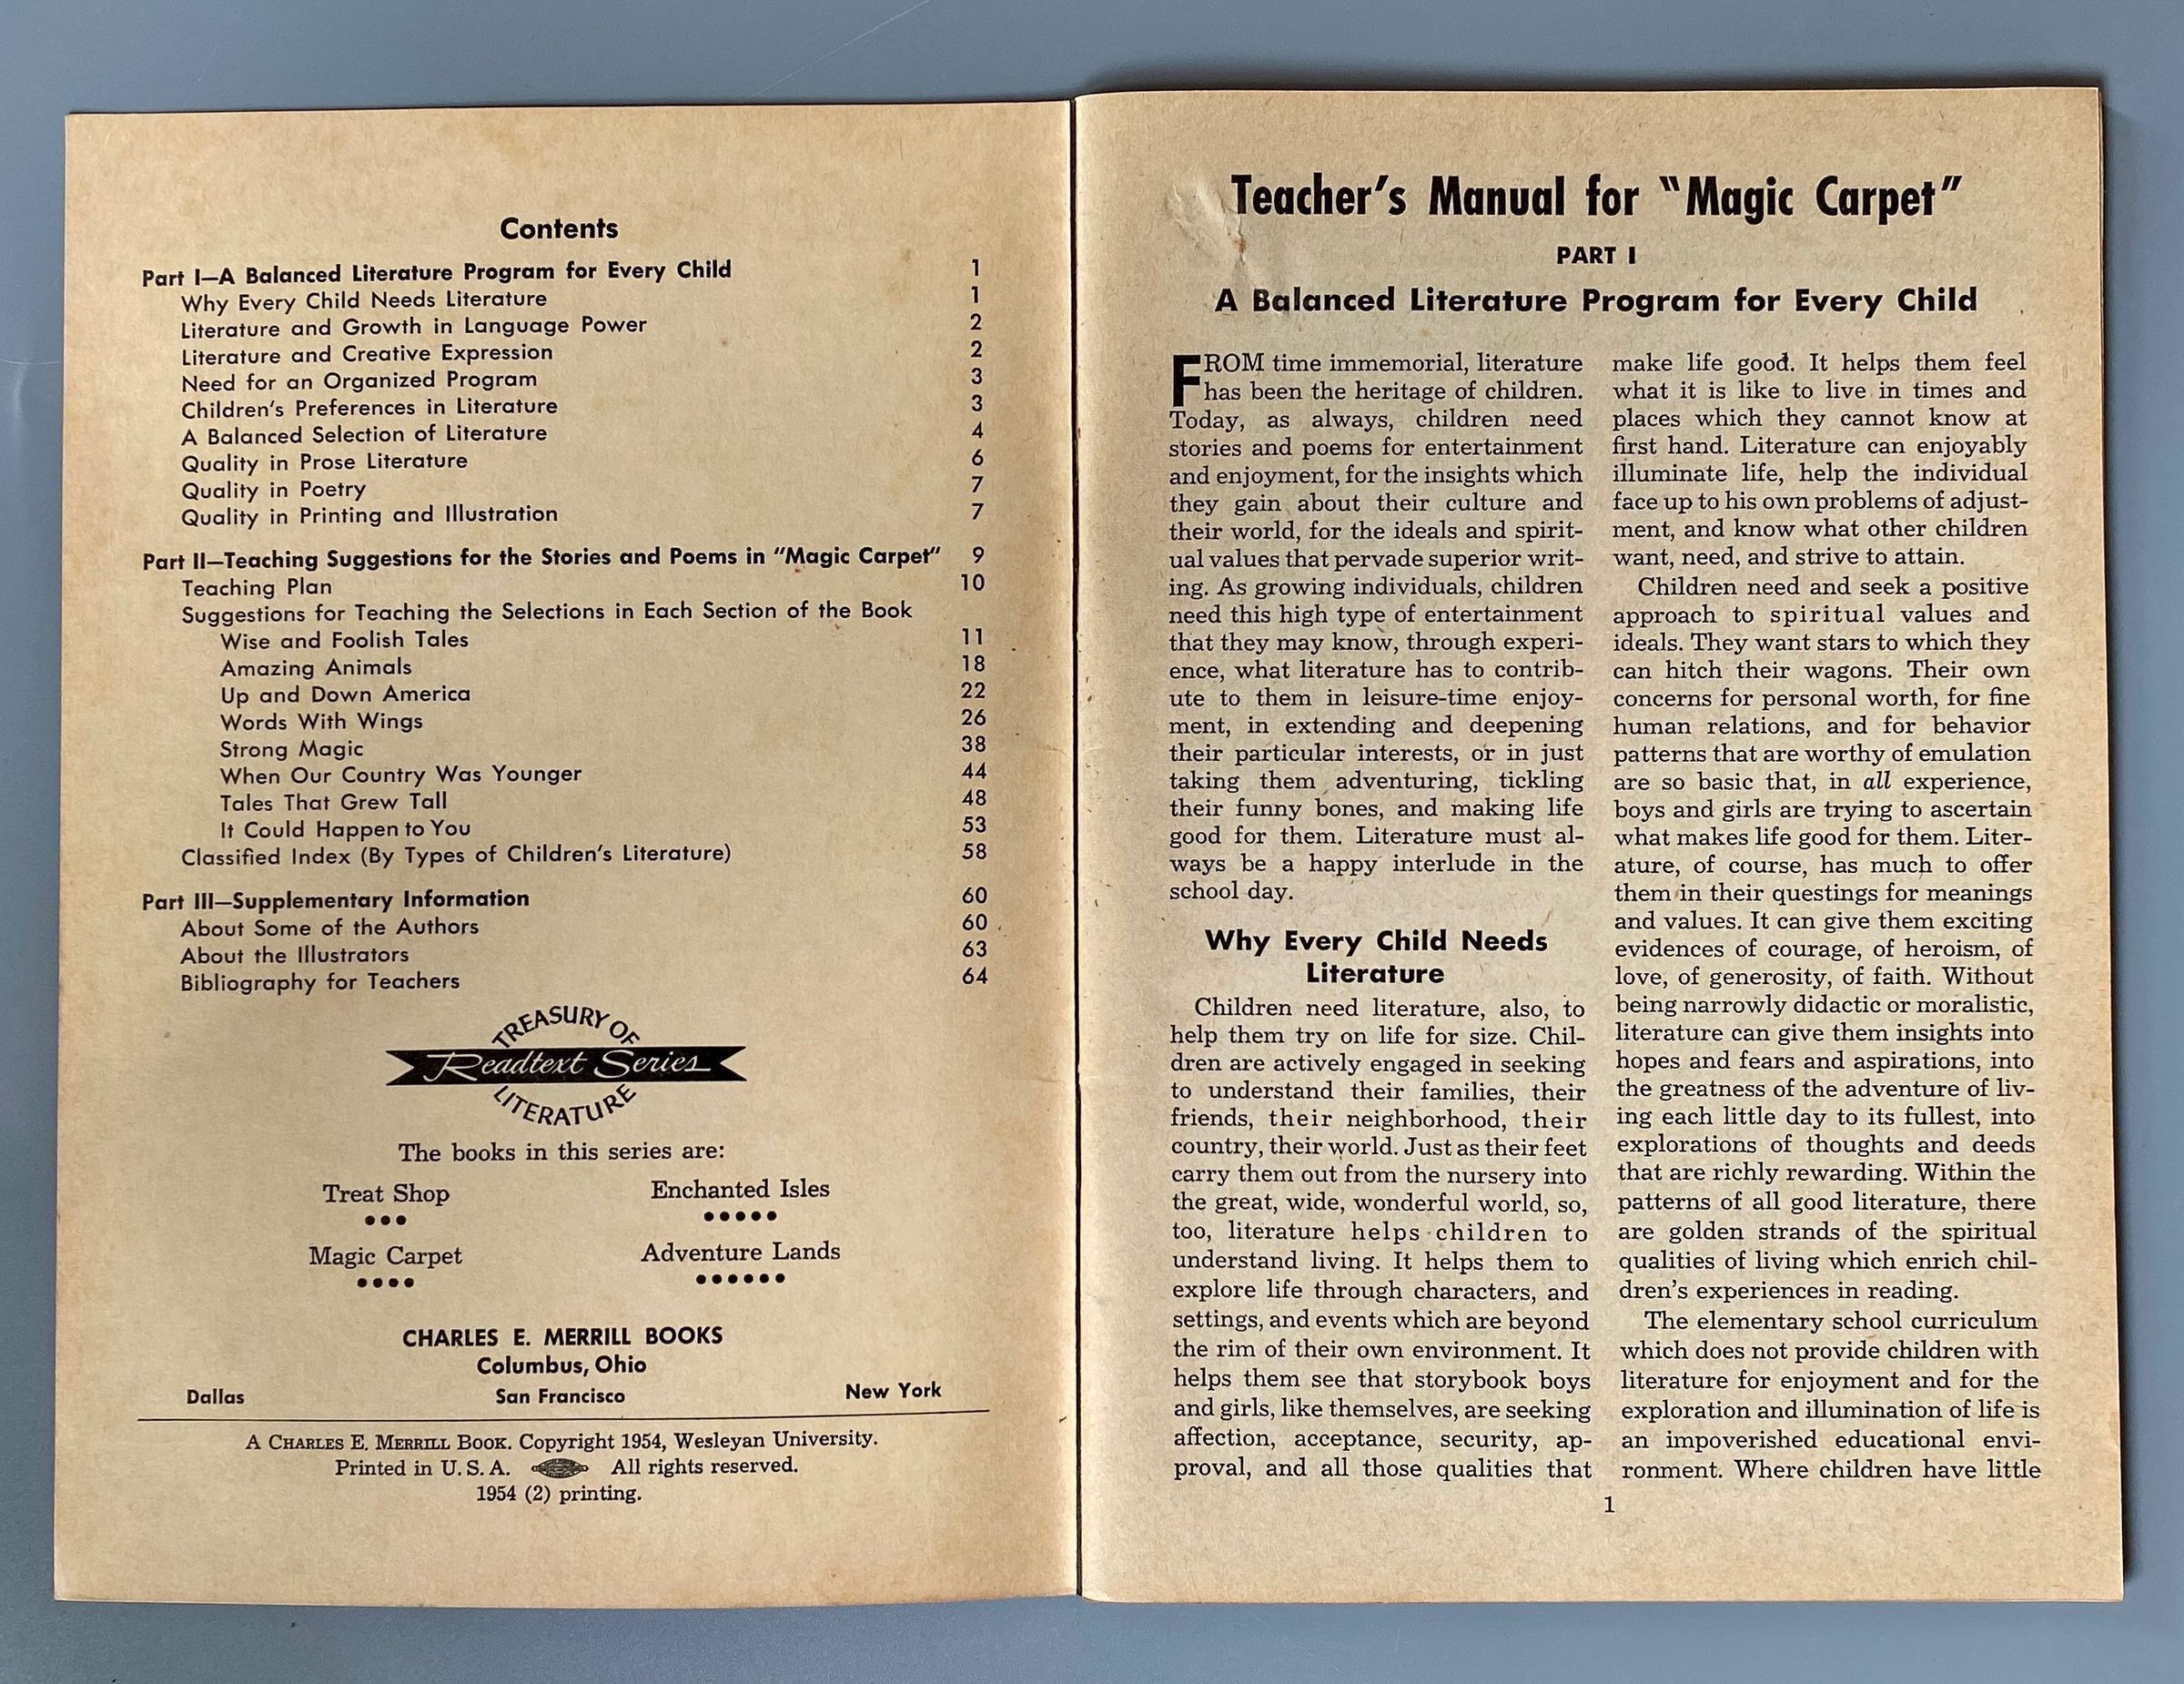 Contents
Part I—A Balanced Literature Program for Every Child 1
Why Every Child Needs Literature 1
Literature and Growth in Language Power 2
Literature and Creative Expression 2
Need for an Organized Program 3
Children's Preferences in Literature 3
A Balanced Selection of Literature 4
Quality in Prose Literature 6
Quality in Poetry 7
Quality in Printing and Illustration 7
Part II—Teaching Suggestions for the Stories and Poems in "Magic Carpet" 9
Teaching Plan 10
Suggestions for Teaching the Selections in Each Section of the Book
Wise and Foolish Tales 11
Amazing Animals 18
Up and Down America 22
Words With Wings 26
Strong Magic 38
When Our Country Was Younger 44
Tales That Grew Tall 48
It Could Happen to You 53
Classified Index (By Types of Children's Literature) 58
Part III—Supplementary Information 60
About Some of the Authors 60
About the Illustrators 63
Bibliography for Teachers 64
TREASURY OF
Readtext Series
LITERATURE
The books in this series are:
Treat Shop Enchanted Isles
••• •••••
Magic Carpet Adventure Lands
•••• ••••••
CHARLES E. MERRILL BOOKS
Columbus, Ohio
Dallas San Francisco New York
A CHARLES E. MERRILL BOOK. Copyright 1954, Wesleyan University.
Printed in U. S. A. All rights reserved.
1954 (2) printing.
Teacher's Manual for "Magic Carpet"
PART I
A Balanced Literature Program for Every Child
FROM time immemorial, literature
has been the heritage of children.
Today, as always, children need
stories and poems for entertainment
and enjoyment, for the insights which
they gain about their culture and
their world, for the ideals and spirit-
ual values that pervade superior writ-
ing. As growing individuals, children
need this high type of entertainment
that they may know, through experi-
ence, what literature has to contrib-
ute to them in leisure-time enjoy-
ment, in extending and deepening
their particular interests, or in just
taking them adventuring, tickling
their funny bones, and making life
good for them. Literature must al-
ways be a happy interlude in the
school day.
Why Every Child Needs
Literature
Children need literature, also, to
help them try on life for size. Chil-
dren are actively engaged in seeking
to understand their families, their
friends, their neighborhood, their
country, their world. Just as their feet
carry them out from the nursery into
the great, wide, wonderful world, so,
too, literature helps children to
understand living. It helps them to
explore life through characters, and
settings, and events which are beyond
the rim of their own environment. It
helps them see that storybook boys
and girls, like themselves, are seeking
affection, acceptance, security, ap-
proval, and all those qualities that
make life good. It helps them feel
what it is like to live in times and
places which they cannot know at
first hand. Literature can enjoyably
illuminate life, help the individual
face up to his own problems of adjust-
ment, and know what other children
want, need, and strive to attain.
Children need and seek a positive
approach to spiritual values and
ideals. They want stars to which they
can hitch their wagons. Their own
concerns for personal worth, for fine
human relations, and for behavior
patterns that are worthy of emulation
are so basic that, in all experience,
boys and girls are trying to ascertain
what makes life good for them. Liter-
ature, of course, has much to offer
them in their questings for meanings
and values. It can give them exciting
evidences of courage, of heroism, of
love, of generosity, of faith. Without
being narrowly didactic or moralistic,
literature can give them insights into
hopes and fears and aspirations, into
the greatness of the adventure of liv-
ing each little day to its fullest, into
explorations of thoughts and deeds
that are richly rewarding. Within the
patterns of all good literature, there
are golden strands of the spiritual
qualities of living which enrich chil-
dren's experiences in reading.
The elementary school curriculum
which does not provide children with
literature for enjoyment and for the
exploration and illumination of life is
an impoverished educational envi-
ronment. Where children have little
1